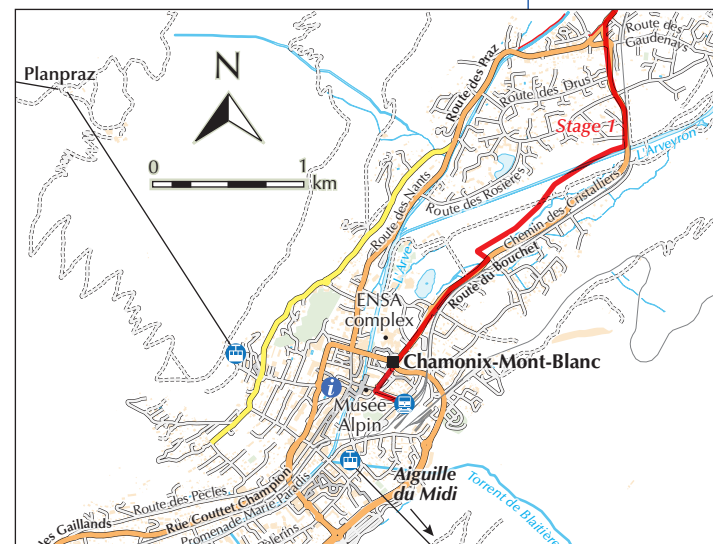 Route des
Gaudenays
Route des Praz
Planpraz
N
Route des Drus
Stage 1
L'Arveyron
0 1
km
Route des Nants
Route des Rosières
Chemin des Cristalliers
Route du Bouchet
L'Arve
ENSA
complex
Chamonix-Mont-Blanc
i
Musée
Alpin
Aiguille
du Midi
Torrent de Blaitière
Route des Pècles
Rue Couttet Champion
Promenade Marie Paradis
les Gaillands